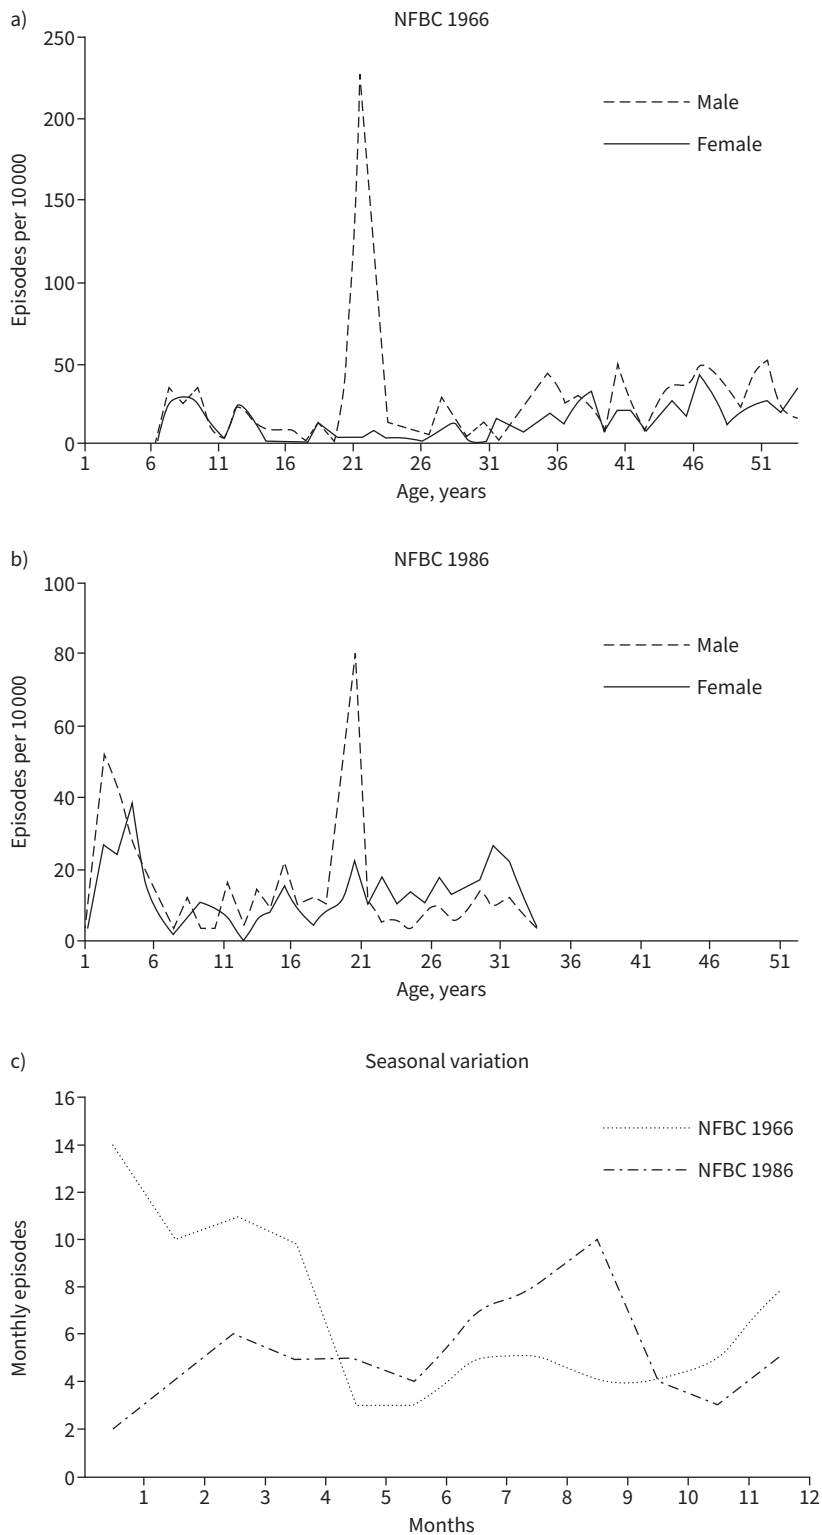 a) NFBC 1966
250
200
150
100
50
0
Episodes per 10 000
Male
Female
1 6 11 16 21 26 31 36 41 46 51
Age, years
b) NFBC 1986
100
80
60
40
20
0
Episodes per 10 000
Male
Female
1 6 11 16 21 26 31 36 41 46 51
Age, years
c) Seasonal variation
16
14
12
10
8
6
4
2
0
Monthly episodes
NFBC 1966
NFBC 1986
1 2 3 4 5 6 7 8 9 10 11 12
Months